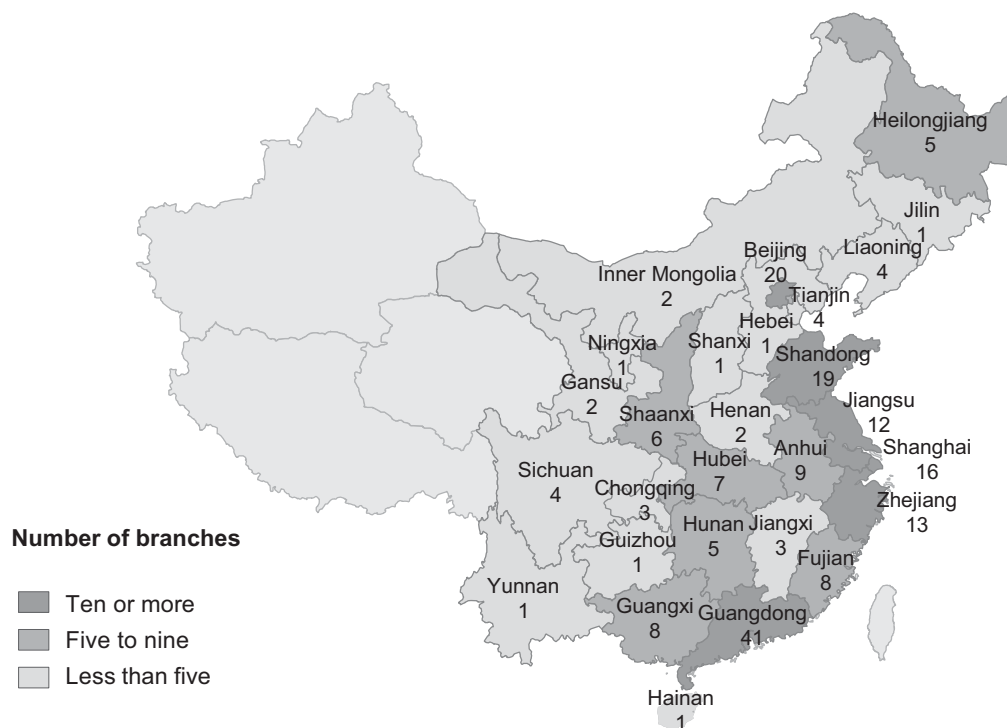 Heilongjiang
5
Jilin
1
Beijing
20
Liaoning
4
Inner Mongolia
2
Tianjin
4
Hebei
1
Ningxia
1
Shanxi
1
Shandong
19
Gansu
2
Jiangsu
12
Shaanxi
6
Henan
2
Shanghai
16
Anhui
9
Hubei
7
Sichuan
4
Chongqing
3
Zhejiang
13
Hunan
5
Jiangxi
3
Guizhou
1
Fujian
8
Yunnan
1
Guangxi
8
Guangdong
41
Hainan
1
Number of branches
Ten or more
Five to nine
Less than five